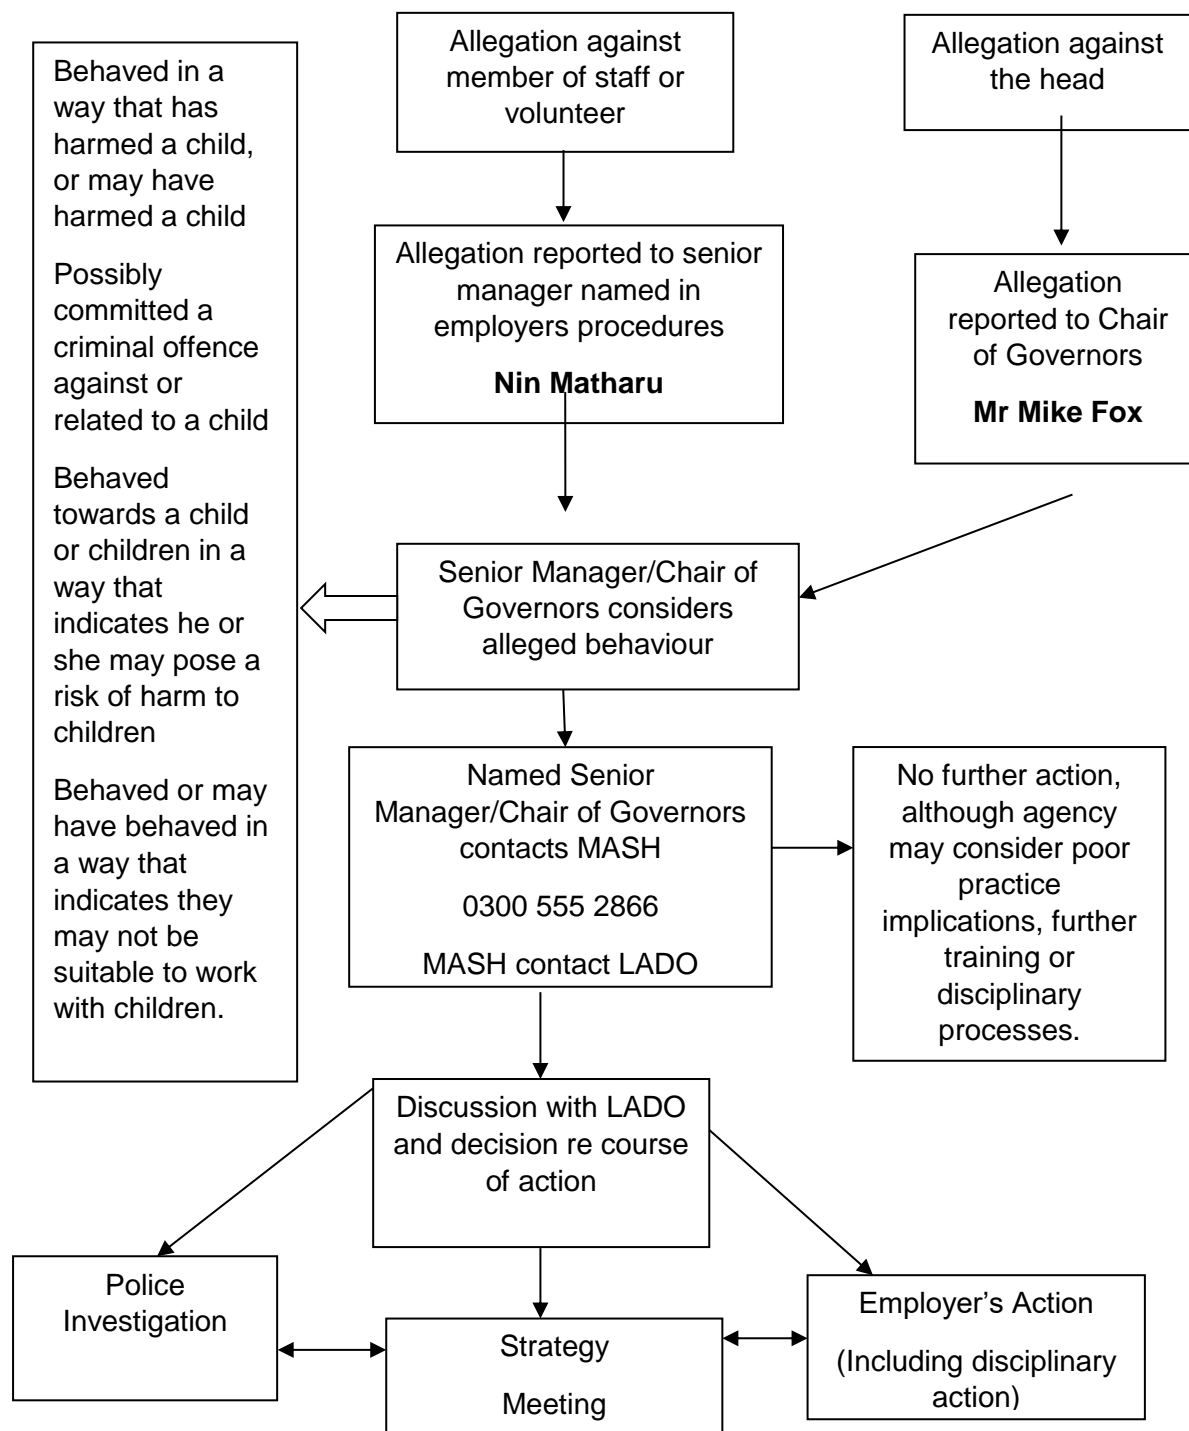 Behaved in a
way that has
harmed a child,
or may have
harmed a child
Possibly
committed a
criminal offence
against or
related to a child
Behaved
towards a child
or children in a
way that
indicates he or
she may pose a
risk of harm to
children
Behaved or may
have behaved in
a way that
indicates they
may not be
suitable to work
with children.
Allegation against
member of staff or
volunteer
Allegation against
the head
Allegation reported to senior
manager named in
employers procedures
Nin Matharu
Allegation
reported to Chair
of Governors
Mr Mike Fox
Senior Manager/Chair of
Governors considers
alleged behaviour
Named Senior
Manager/Chair of Governors
contacts MASH
0300 555 2866
MASH contact LADO
No further action,
although agency
may consider poor
practice
implications, further
training or
disciplinary
processes.
Discussion with LADO
and decision re course
of action
Police
Investigation
Strategy
Meeting
Employer’s Action
(Including disciplinary
action)